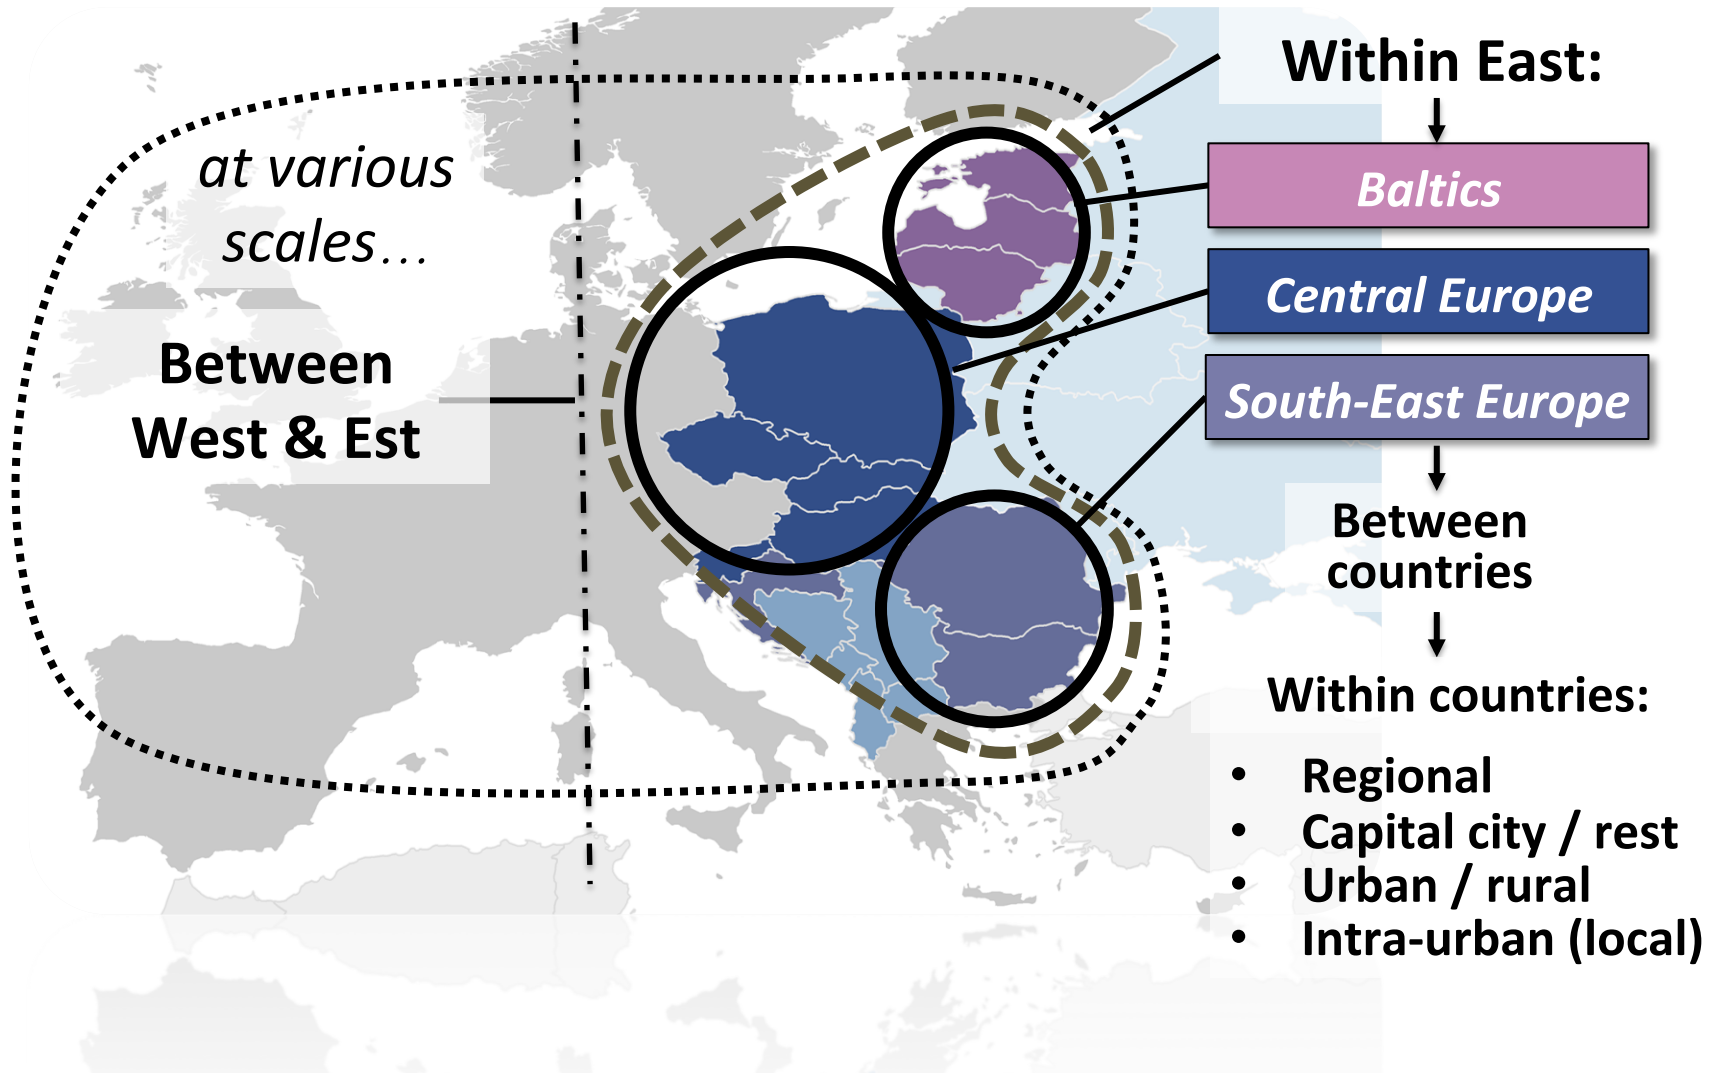 at various
scales…
Between
West & Est
Within East:
Baltics
Central Europe
South-East Europe
Between
countries
Within countries:
• Regional
• Capital city / rest
• Urban / rural
• Intra-urban (local)